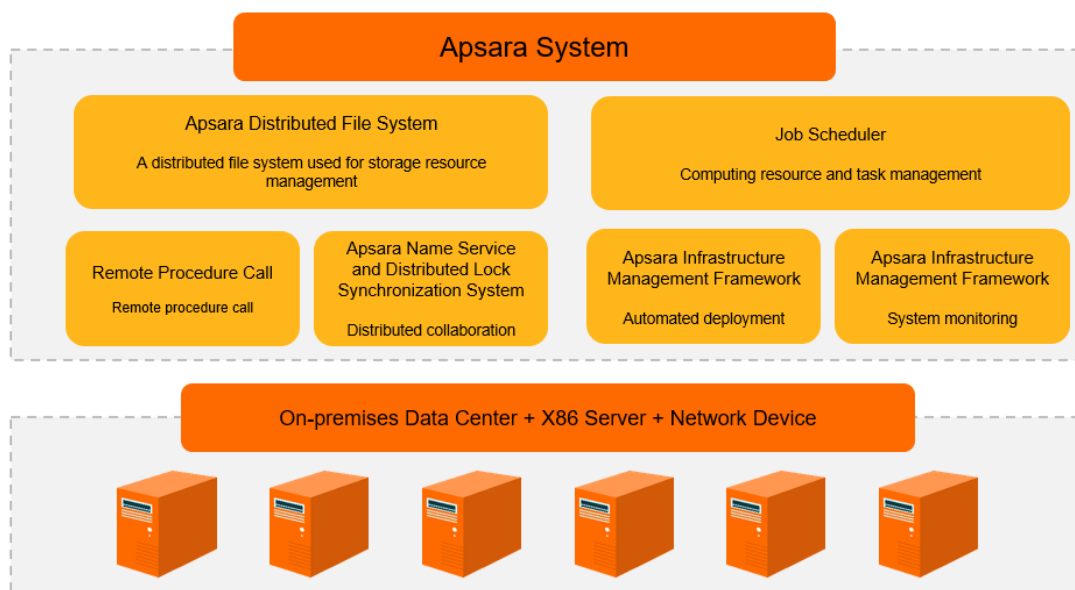 Apsara System
Apsara Distributed File System
A distributed file system used for storage resource
management
Job Scheduler
Computing resource and task management
Remote Procedure Call
Remote procedure call
Apsara Name Service
and Distributed Lock
Synchronization System
Distributed collaboration
Apsara Infrastructure
Management Framework
Automated deployment
Apsara Infrastructure
Management Framework
System monitoring
On-premises Data Center + X86 Server + Network Device